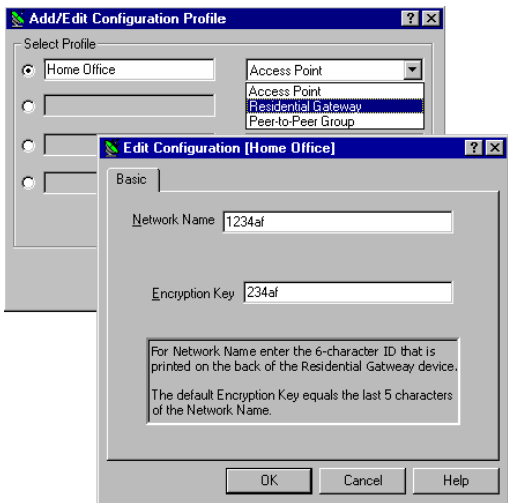 Add/Edit Configuration Profile
Select Profile
Home Office
Access Point
Access Point
Residential Gateway
Peer-to-Peer Group
Edit Configuration [Home Office]
Basic
Network Name 1234af
Encryption Key 234af
For Network Name enter the 6-character ID that is
printed on the back of the Residential Gatweay device.
The default Encryption Key equals the last 5 characters
of the Network Name.
OK Cancel Help